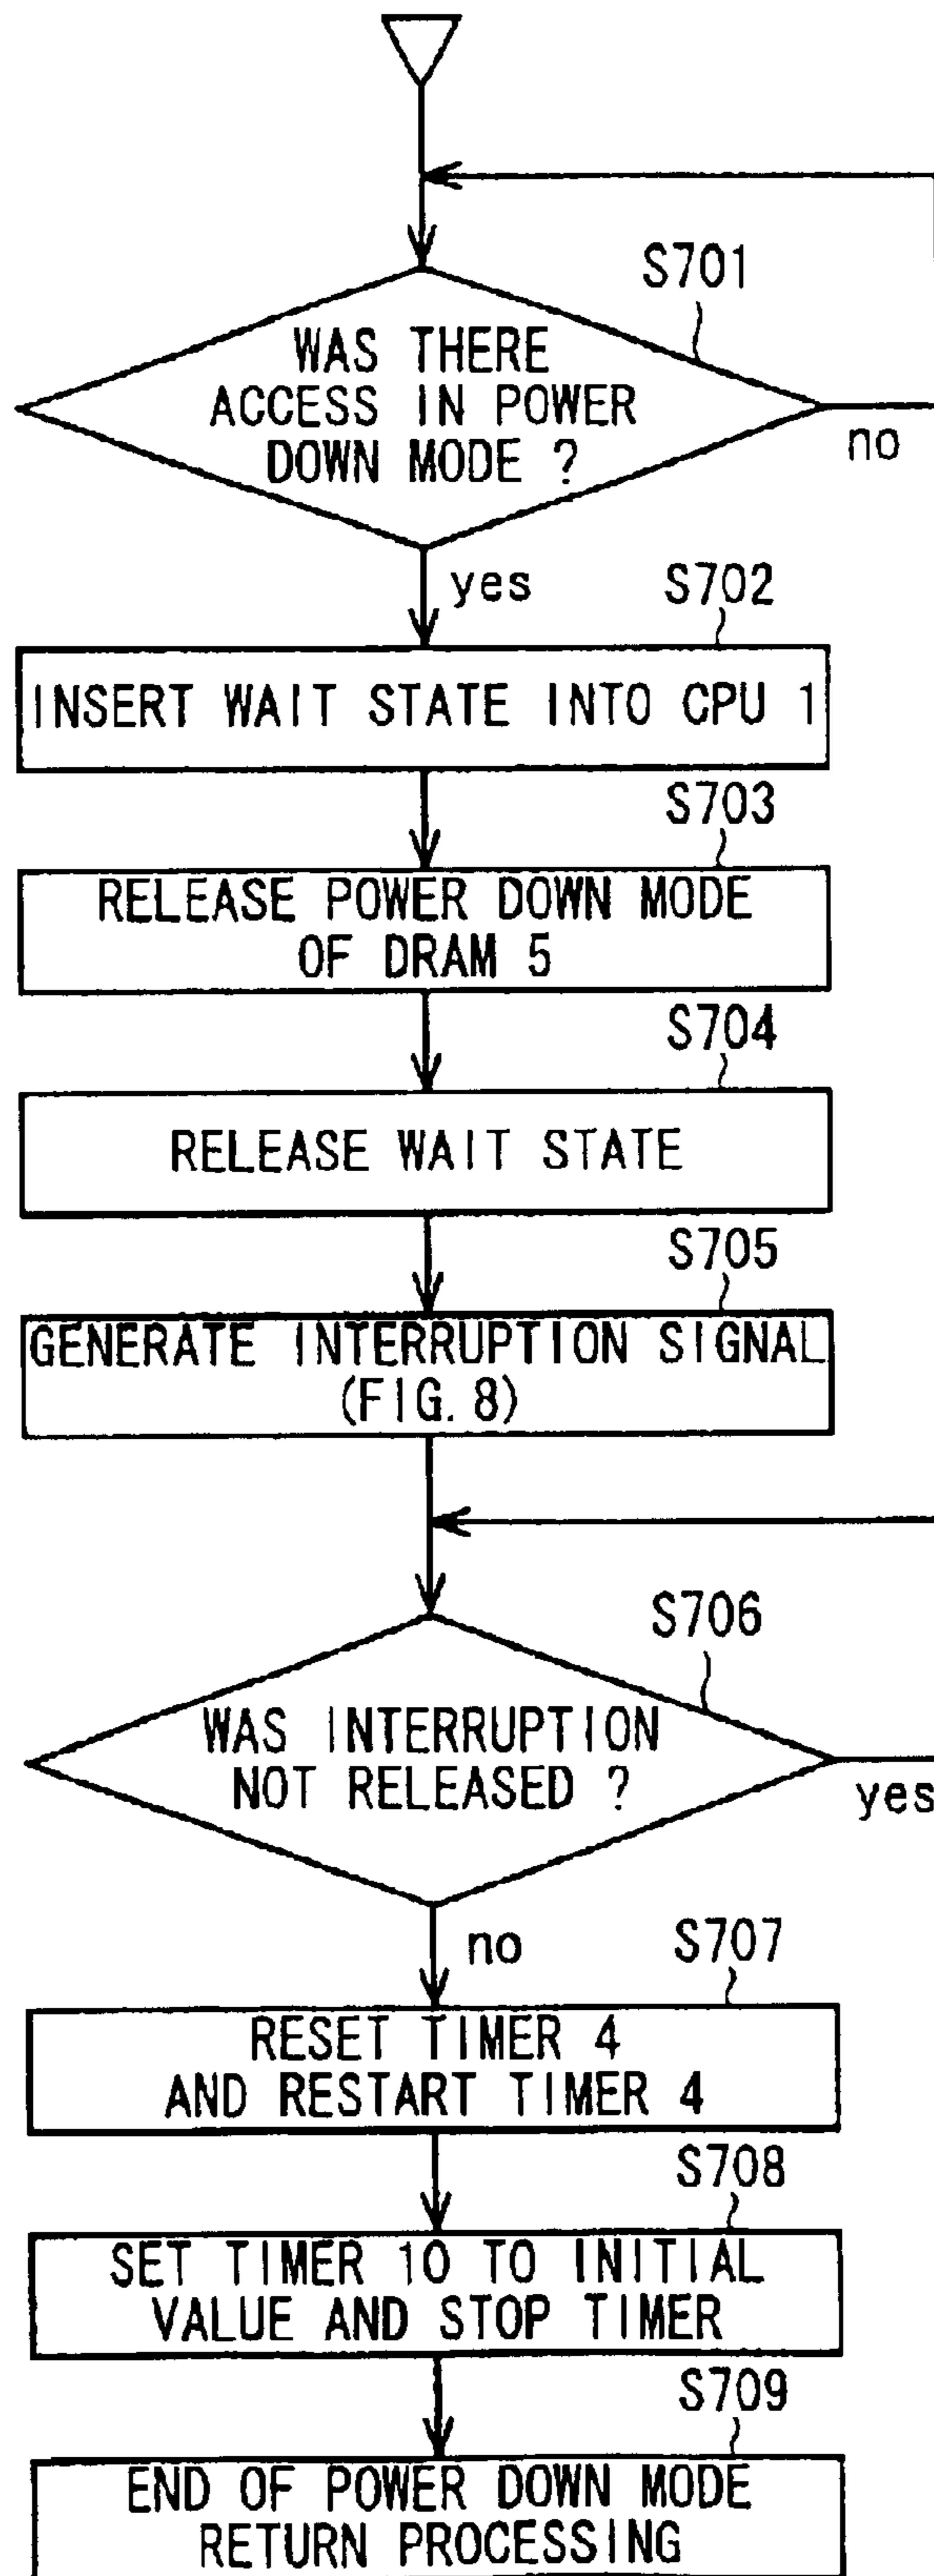 S701
WAS THERE
ACCESS IN POWER
DOWN MODE ?
no
yes
S702
INSERT WAIT STATE INTO CPU 1
S703
RELEASE POWER DOWN MODE
OF DRAM 5
S704
RELEASE WAIT STATE
S705
GENERATE INTERRUPTION SIGNAL
(FIG. 8)
S706
WAS INTERRUPTION
NOT RELEASED ?
yes
no
S707
RESET TIMER 4
AND RESTART TIMER 4
S708
SET TIMER 10 TO INITIAL
VALUE AND STOP TIMER
S709
END OF POWER DOWN MODE
RETURN PROCESSING